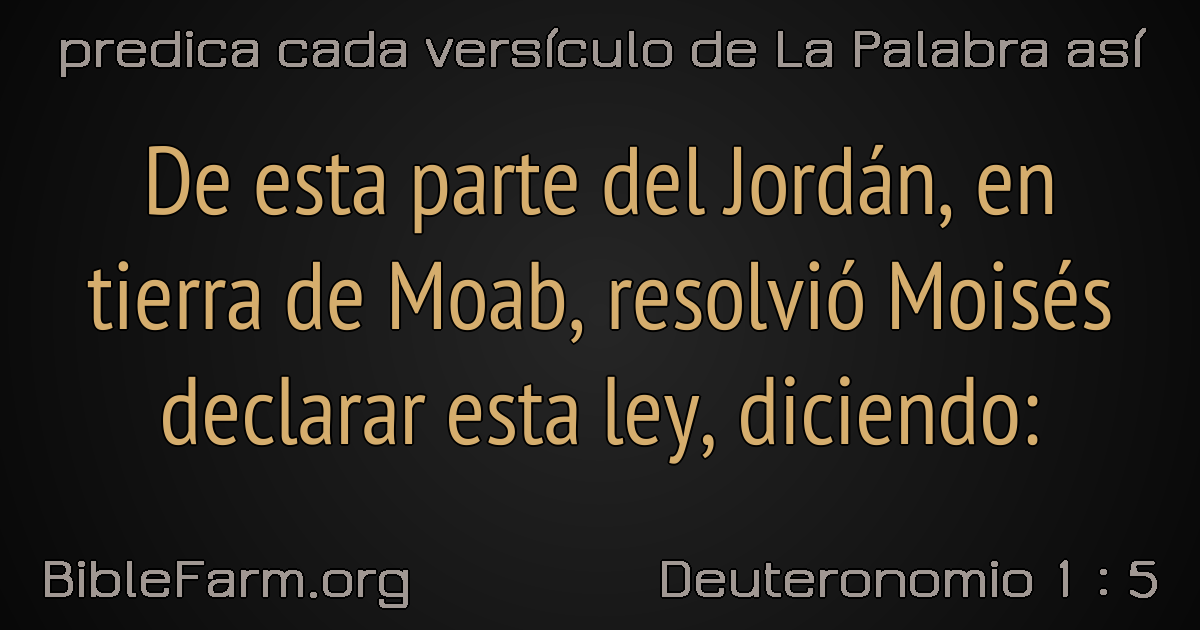 predica cada versículo de La Palabra así
De esta parte del Jordán, en
tierra de Moab, resolvió Moisés
declarar esta ley, diciendo:
BibleFarm.org
Deuteronomio 1 : 5